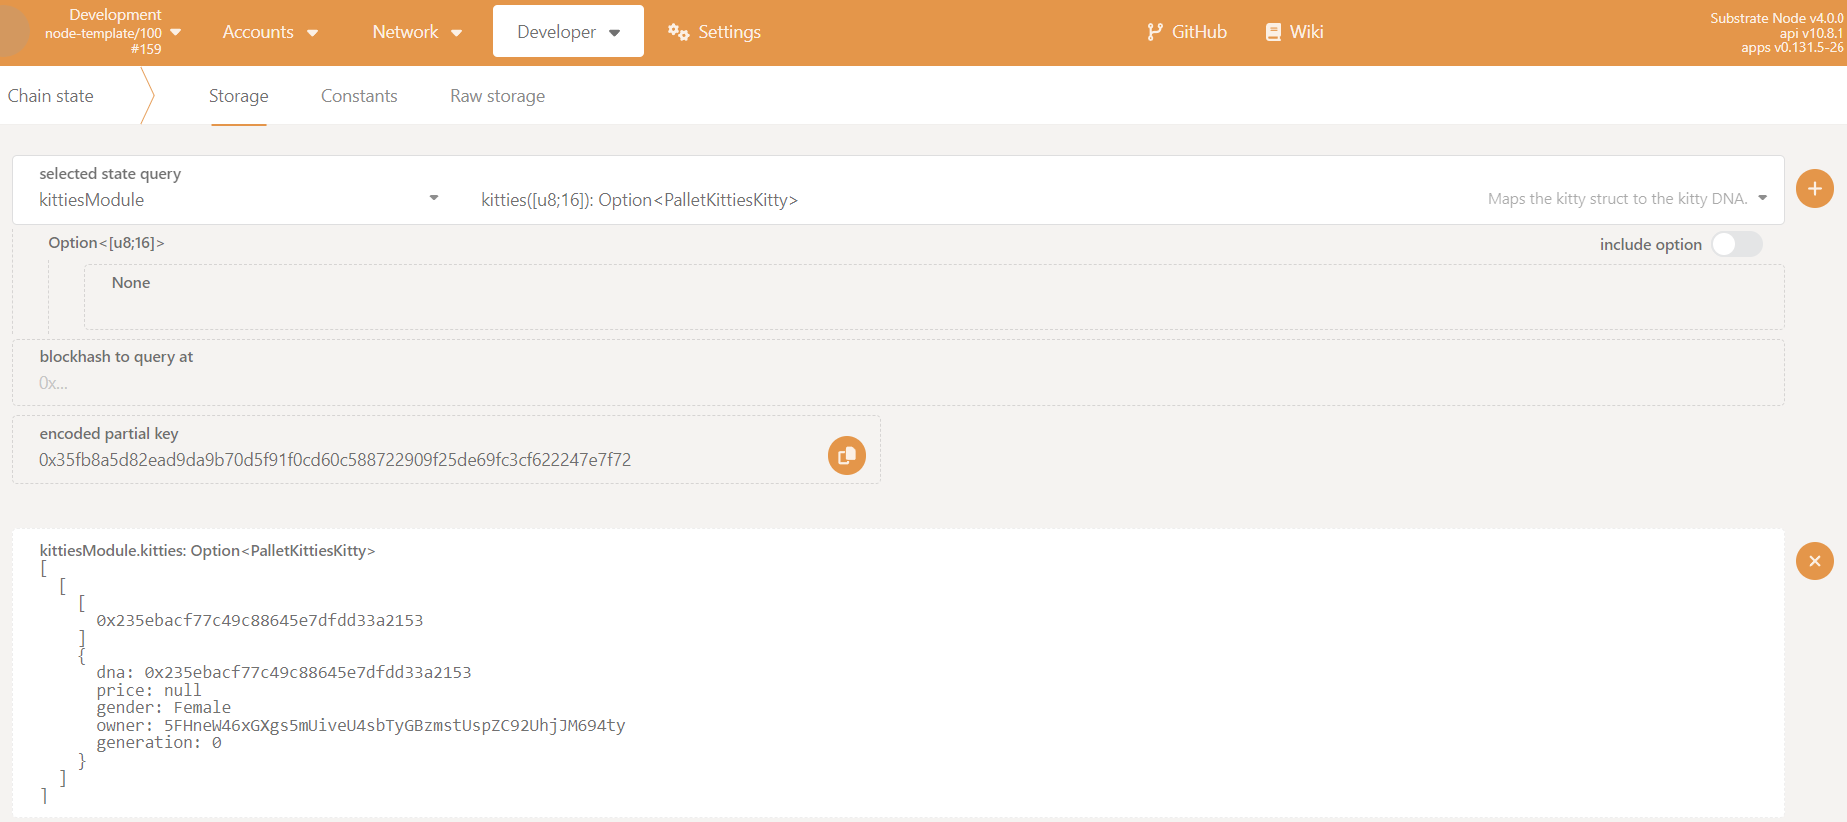 Development
node-template/100
#159
Accounts
Network
Developer
Settings
GitHub
Wiki
Substrate Node v4.0.0
api v10.8.1
apps v0.131.5-26
Chain state
Storage
Constants
Raw storage
selected state query
kittiesModule
kitties([u8;16]): Option<PalletKittiesKitty>
Maps the kitty struct to the kitty DNA.
Option<[u8;16]>
include option
None
blockhash to query at
0x...
encoded partial key
0x35fb8a5d82ead9da9b70d5f91f0cd60c588722909f25de69fc3cf622247e7f72
kittiesModule.kitties: Option<PalletKittiesKitty>
[
[
[
0x235ebacf77c49c88645e7dfdd33a2153
]
{
dna: 0x235ebacf77c49c88645e7dfdd33a2153
price: null
gender: Female
owner: 5FHneW46xGXgs5mUiveU4sbTyGBzmstUspZC92UhjJM694ty
generation: 0
}
]
]